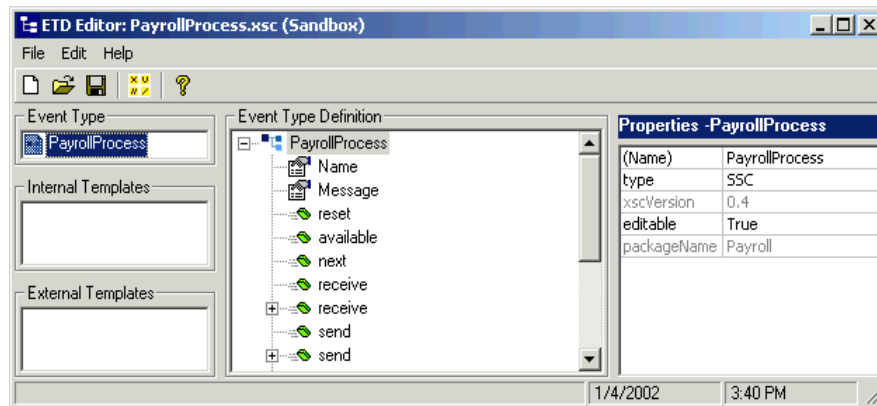 ETD Editor: PayrollProcess.xsc (Sandbox)
File Edit Help
Event Type
PayrollProcess
Internal Templates
External Templates
Event Type Definition
PayrollProcess
Name
Message
reset
available
next
receive
receive
send
send
Properties -PayrollProcess
(Name) PayrollProcess
type SSC
xscVersion 0.4
editable True
packageName Payroll
1/4/2002 3:40 PM